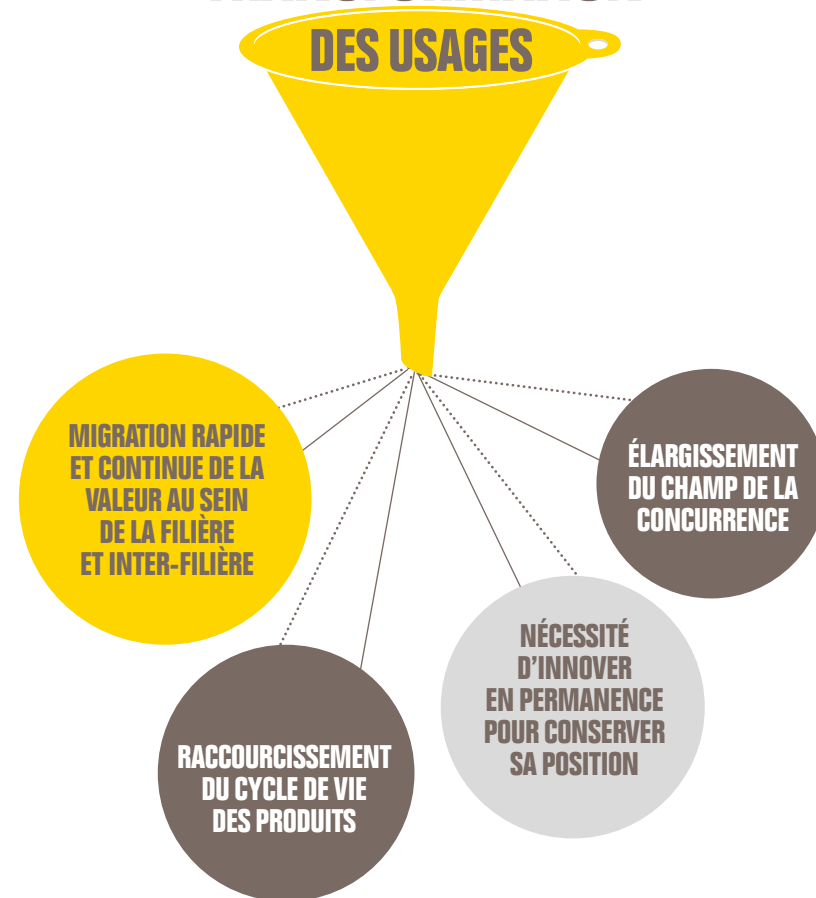 DES USAGES
MIGRATION RAPIDE
ET CONTINUE DE LA
VALEUR AU SEIN
DE LA FILIÈRE
ET INTER-FILIÈRE
ÉLARGISSEMENT
DU CHAMP DE LA
CONCURRENCE
NÉCESSITÉ
D'INNOVER
EN PERMANENCE
POUR CONSERVER
SA POSITION
RACCOURCISSEMENT
DU CYCLE DE VIE
DES PRODUITS